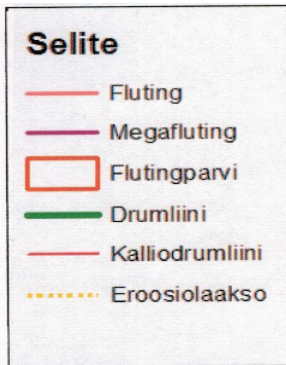 Selite
Fluting
Megafluting
Flutingparvi
Drumliini
Kalliodrumliini
Eroosiolaakso